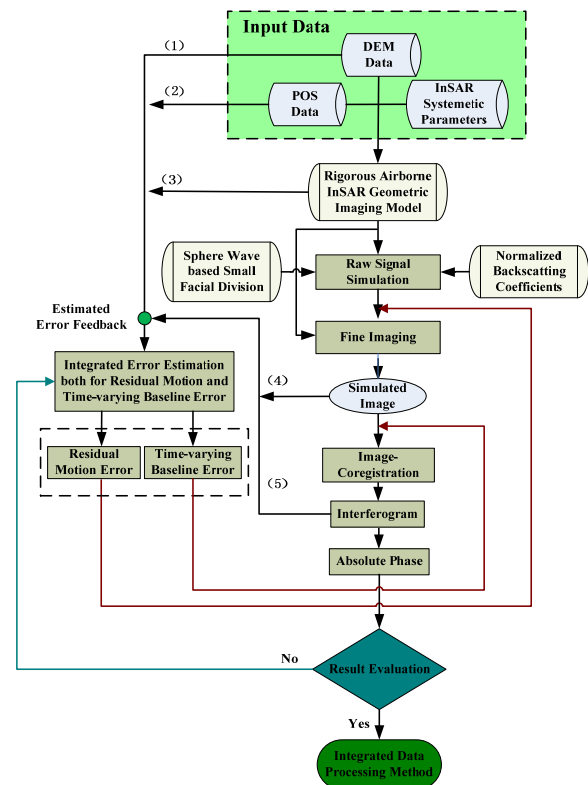 Input Data
(1)
DEM
Data
(2)
POS
Data
InSAR
Systemetic
Parameters
(3)
Rigorous Airborne
InSAR Geometric
Imaging Model
Sphere Wave
based Small
Facial Division
Raw Signal
Simulation
Normalized
Backscatting
Coefficients
Estimated
Error Feedback
Fine Imaging
Integrated Error Estimation
both for Residual Motion and
Time-varying Baseline Error
(4)
Simulated
Image
Residual
Motion Error
Time-varying
Baseline Error
Image-
Coregistration
(5)
Interferogram
Absolute Phase
No
Result Evaluation
Yes
Integrated Data
Processing Method